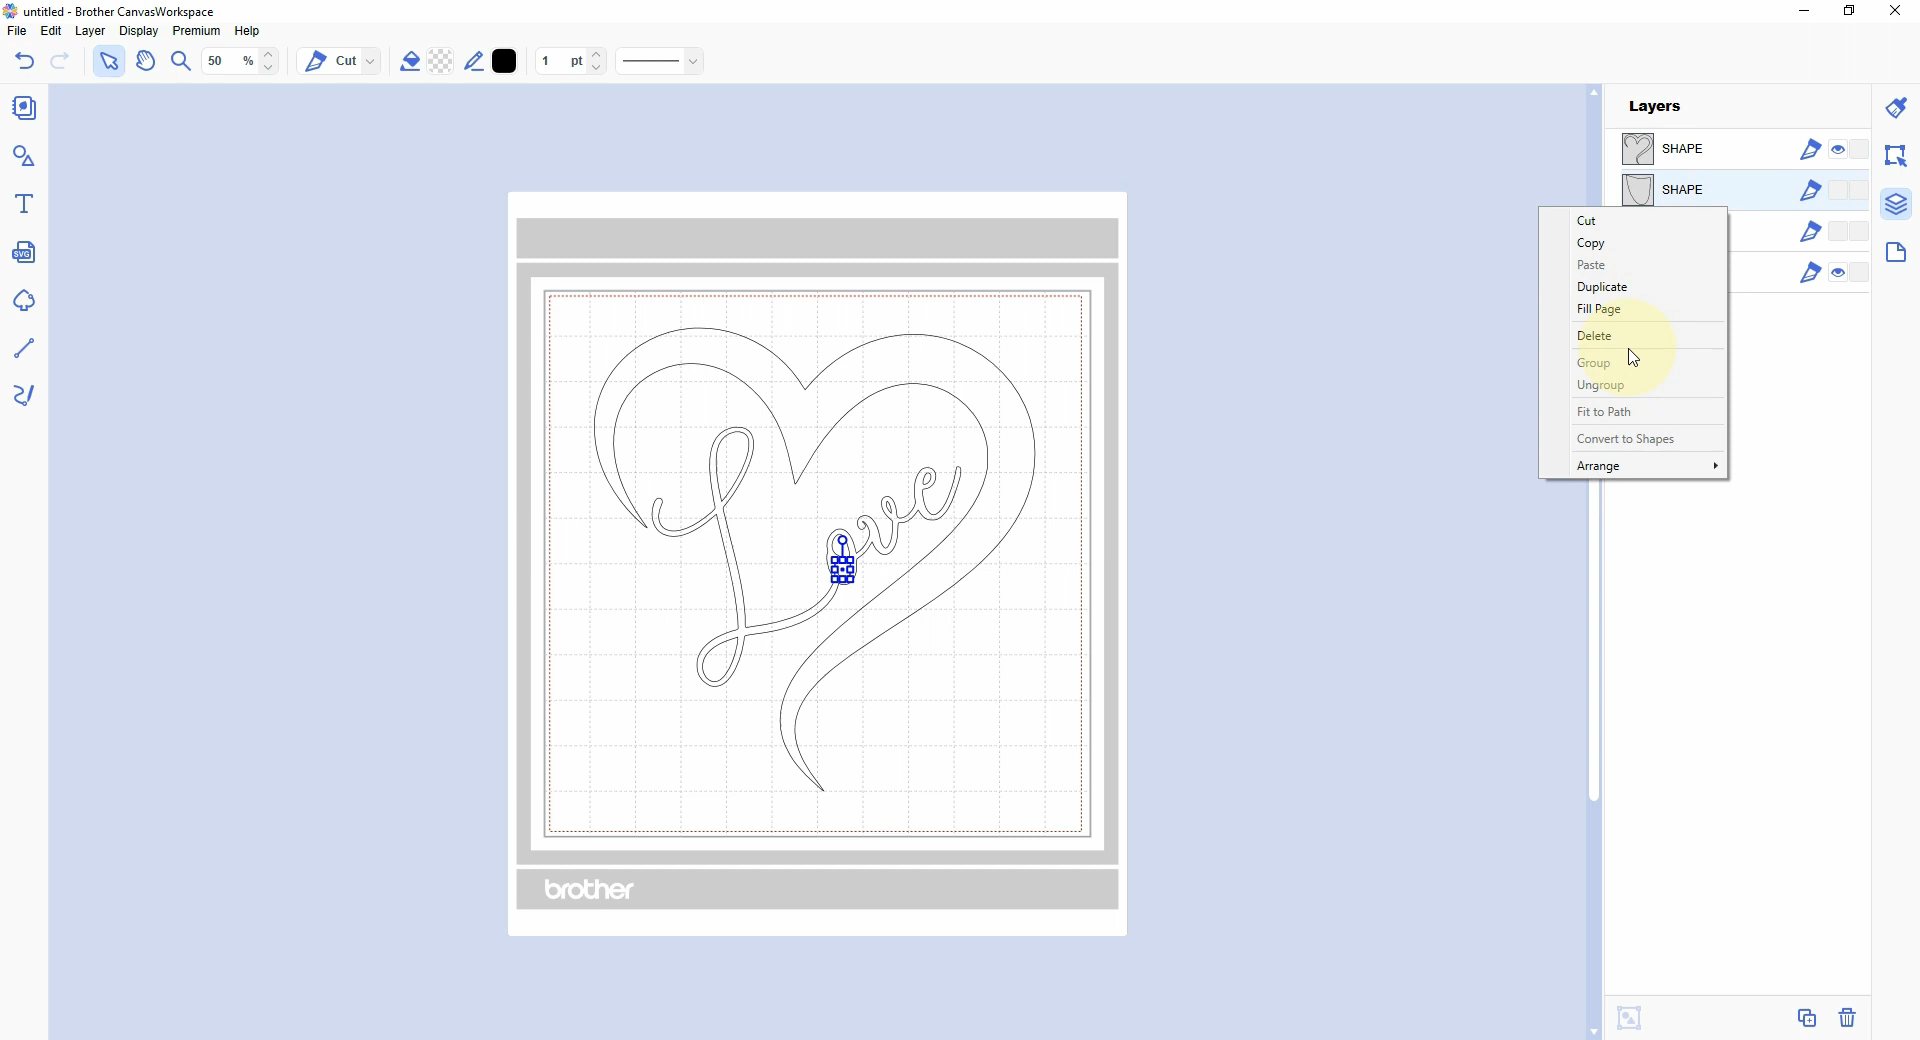 untitled - Brother CanvasWorkspace
File Edit Layer Display Premium Help
50 % Cut 1 pt
Layers
SHAPE
SHAPE
SVG
Cut
Copy
Paste
Duplicate
Fill Page
Delete
Group
Ungroup
Fit to Path
Convert to Shapes
Arrange
Love
brother